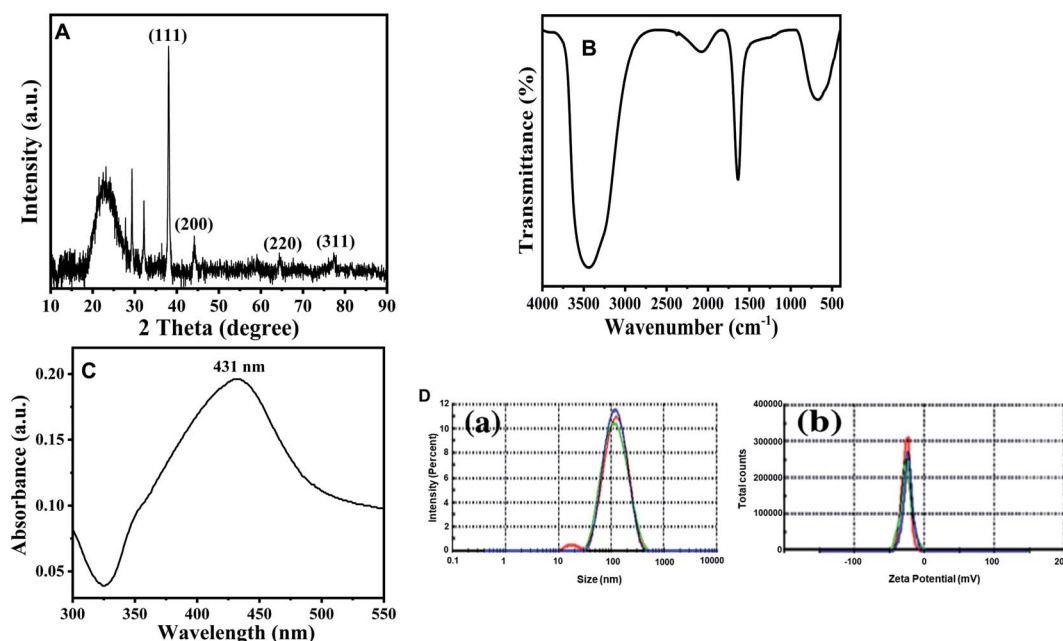 A
(111)
(200)
(220)
(311)
Intensity (a.u.)
10 20 30 40 50 60 70 80 90
2 Theta (degree)
B
Transmittance (%)
4000 3500 3000 2500 2000 1500 1000 500
Wavenumber (cm-1)
C
431 nm
Absorbance (a.u.)
0.20
0.15
0.10
0.05
300 350 400 450 500 550
Wavelength (nm)
D
(a)
Intensity (Percent)
12
10
8
6
4
2
0
0.1 1 10 100 1000 10000
Size (nm)
(b)
Total counts
400000
300000
200000
100000
0
-100 0 100 200
Zeta Potential (mV)